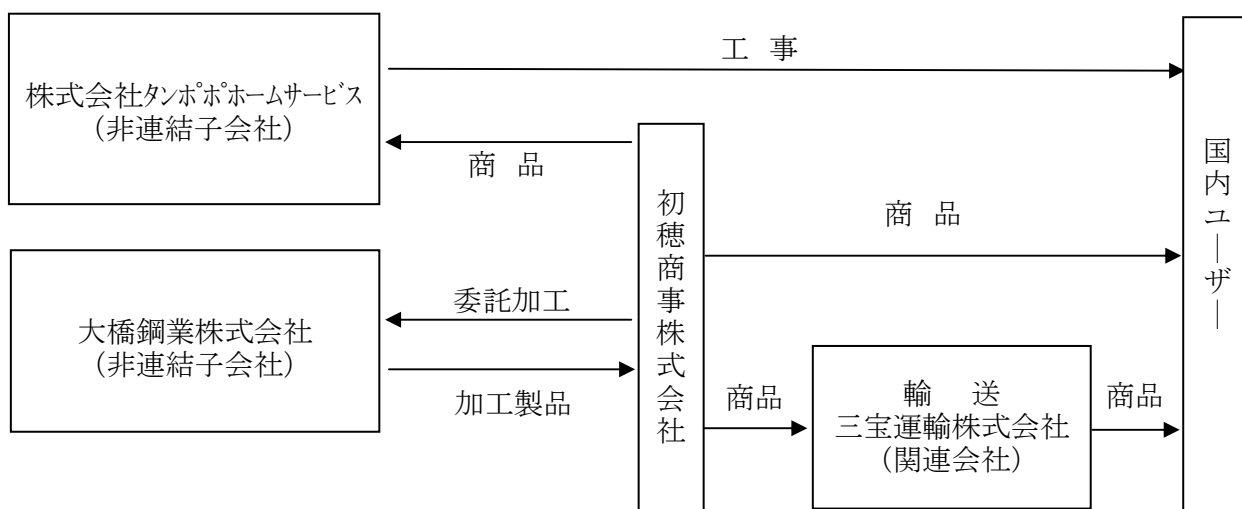 工 事
株式会社タンポポホームサービス
(非連結子会社)
商 品
初穂商事株式会社
国内ユーザー
商 品
委託加工
大橋鋼業株式会社
(非連結子会社)
加工製品
商品
輸 送
三宝運輸株式会社
(関連会社)
商品